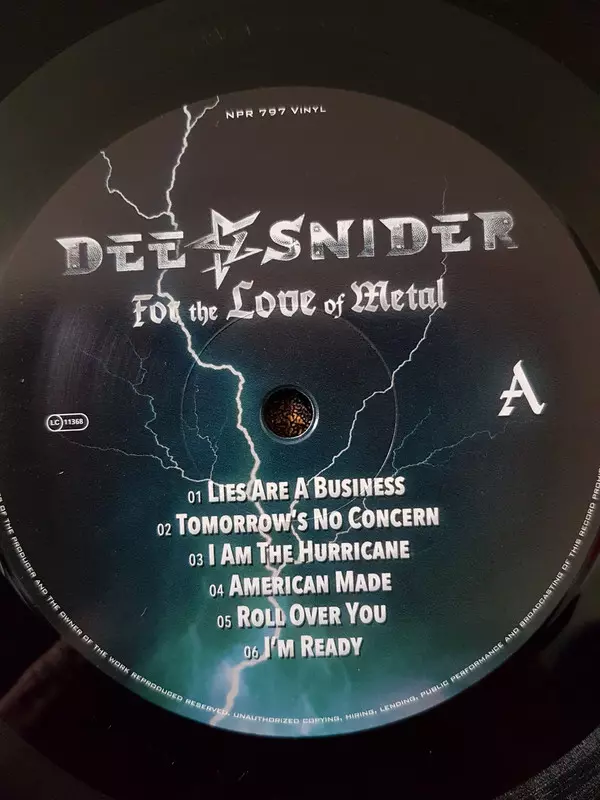 NPR 797 VINYL
DEE SNIDER
For the Love of Metal
A
LC 11368
01 LIES ARE A BUSINESS
02 TOMORROW'S NO CONCERN
03 I AM THE HURRICANE
04 AMERICAN MADE
05 ROLL OVER YOU
06 I'M READY
OF THE PRODUCER AND THE OWNER OF THE WORK REPRODUCED RESERVED. UNAUTHORIZED COPYING, HIRING, LENDING, PUBLIC PERFORMANCE AND BROADCASTING OF THIS RECORD